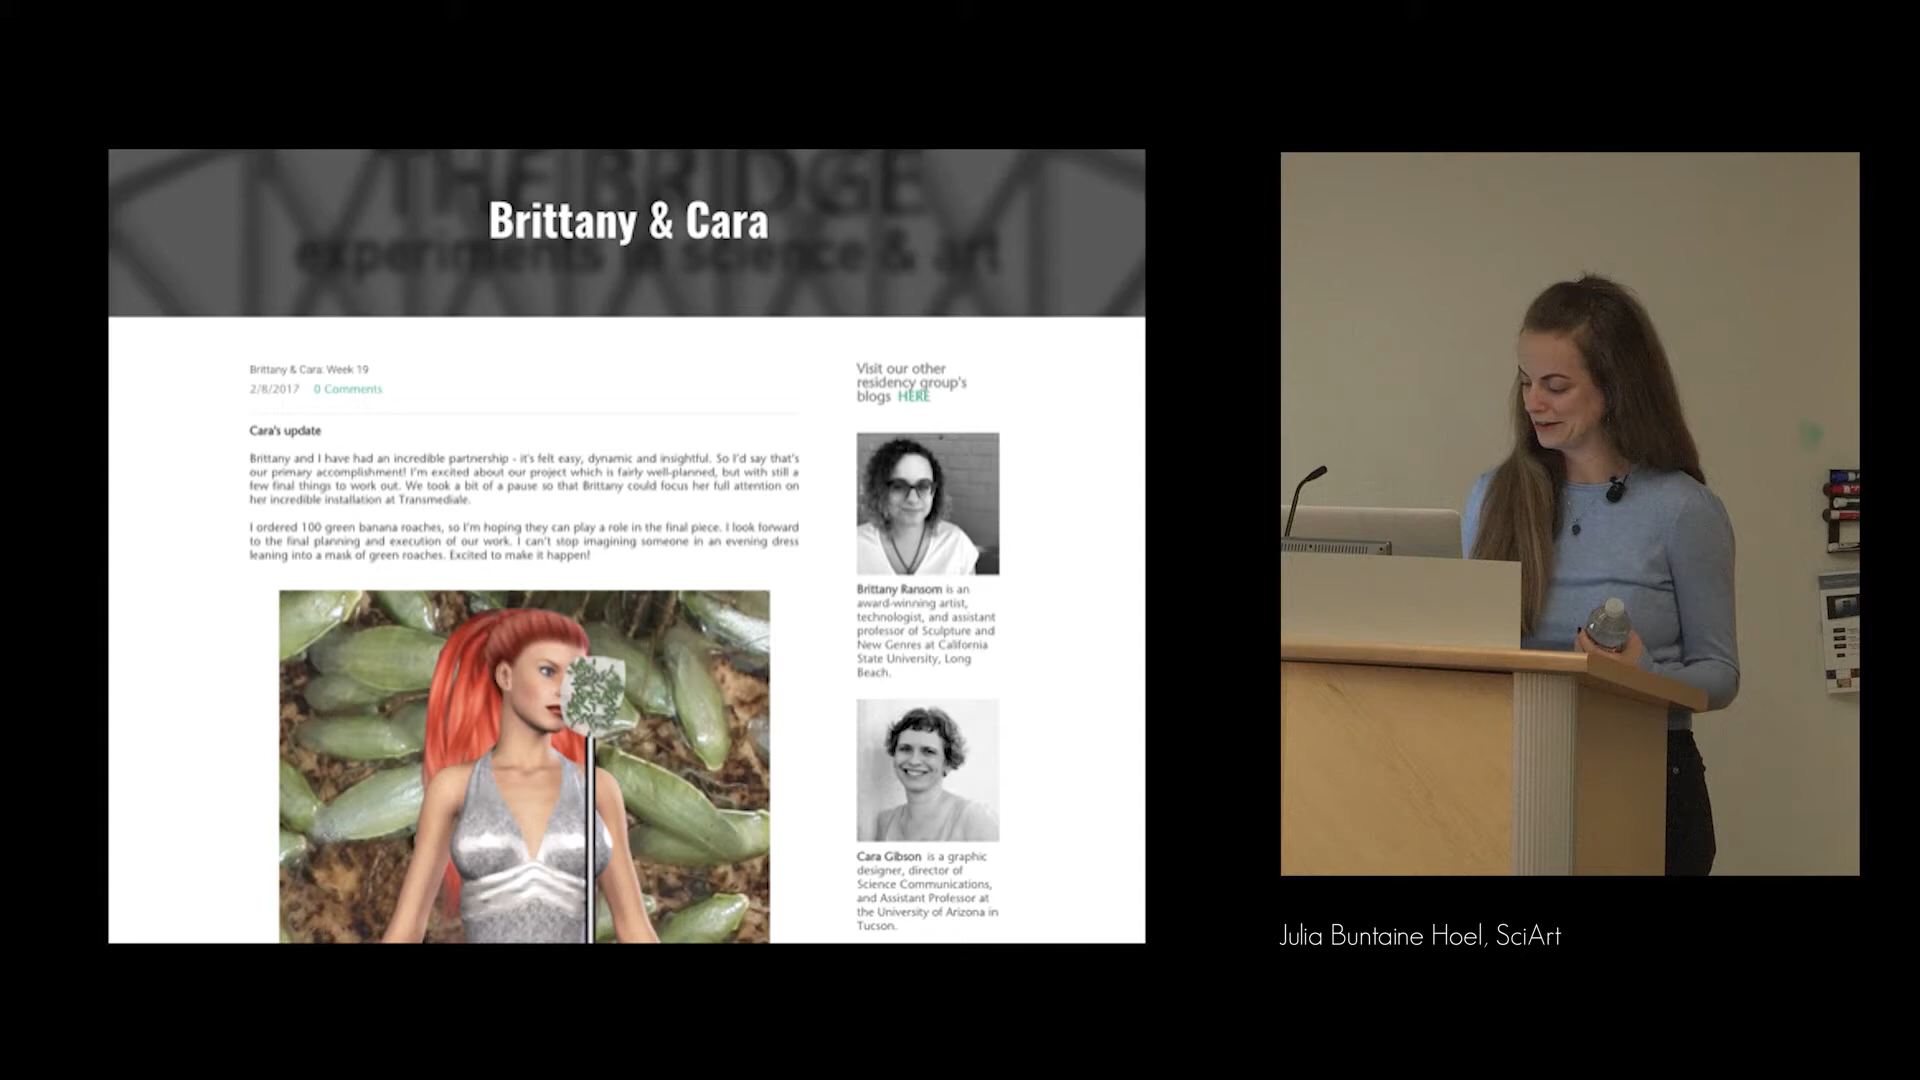 THE BRIDGE
Brittany & Cara
experiments in science & art
Brittany & Cara: Week 19
2/8/2017 0 Comments
Cara's update
Brittany and I have had an incredible partnership - it's felt easy, dynamic and insightful. So I'd say that's
our primary accomplishment! I'm excited about our project which is fairly well-planned, but with still a
few final things to work out. We took a bit of a pause so that Brittany could focus her full attention on
her incredible installation at Transmediale.
I ordered 100 green banana roaches, so I'm hoping they can play a role in the final piece. I look forward
to the final planning and execution of our work. I can't stop imagining someone in an evening dress
leaning into a mask of green roaches. Excited to make it happen!
Visit our other
residency group's
blogs HERE
Brittany Ransom is an
award-winning artist,
technologist, and assistant
professor of Sculpture and
New Genres at California
State University, Long
Beach.
Cara Gibson is a graphic
designer, director of
Science Communications,
and Assistant Professor at
the University of Arizona in
Tucson.
Julia Buntaine Hoel, SciArt